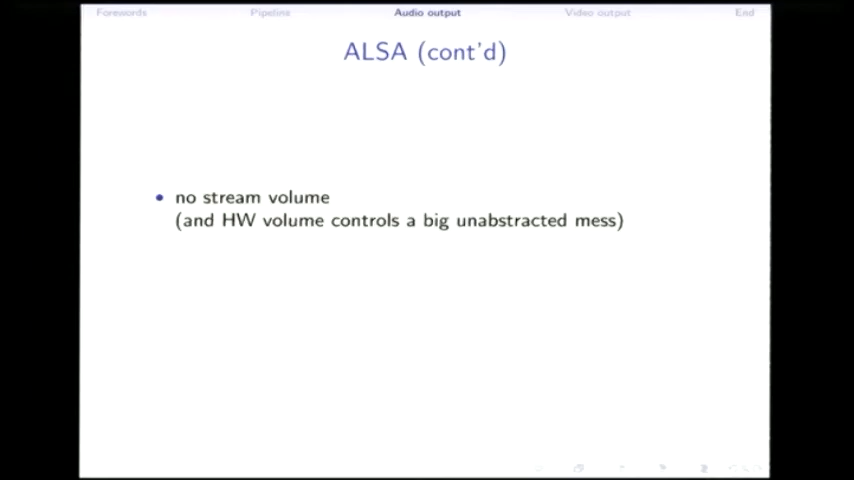 Forewords Pipeline Audio output Video output End
ALSA (cont'd)
• no stream volume
(and HW volume controls a big unabstracted mess)